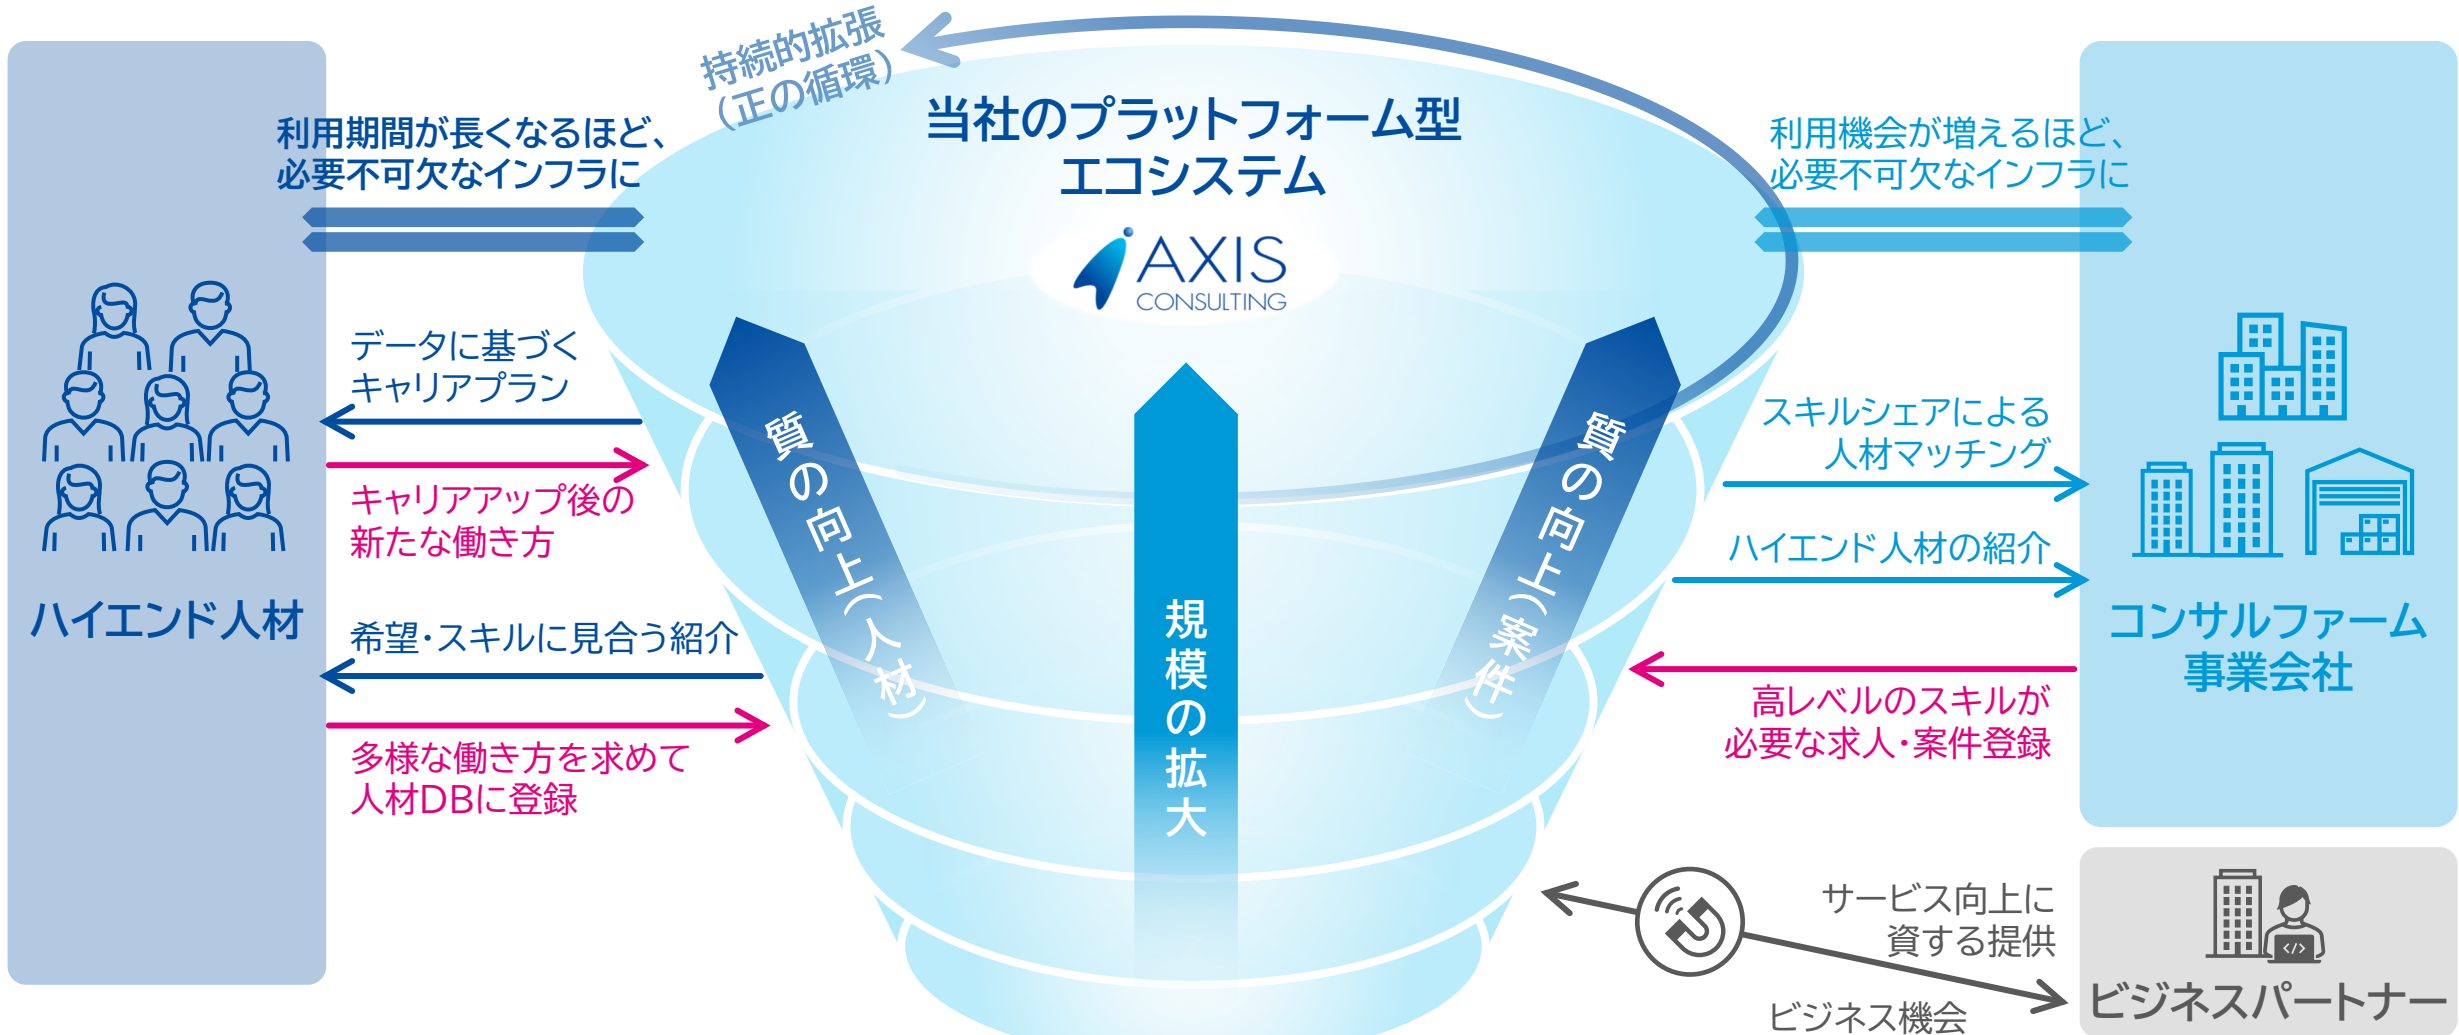 持続的拡張
（正の循環）
当社のプラットフォーム型
エコシステム
AXIS
CONSULTING
利用期間が長くなるほど、
必要不可欠なインフラに
データに基づく
キャリアプラン
キャリアアップ後の
新たな働き方
ハイエンド人材
希望・スキルに見合う紹介
多様な働き方を求めて
人材DBに登録
質の向上(人材)
規模の拡大
質の向上(案件)
利用機会が増えるほど、
必要不可欠なインフラに
スキルシェアによる
人材マッチング
ハイエンド人材の紹介
コンサルファーム
事業会社
高レベルのスキルが
必要な求人・案件登録
サービス向上に
資する提供
ビジネス機会
ビジネスパートナー